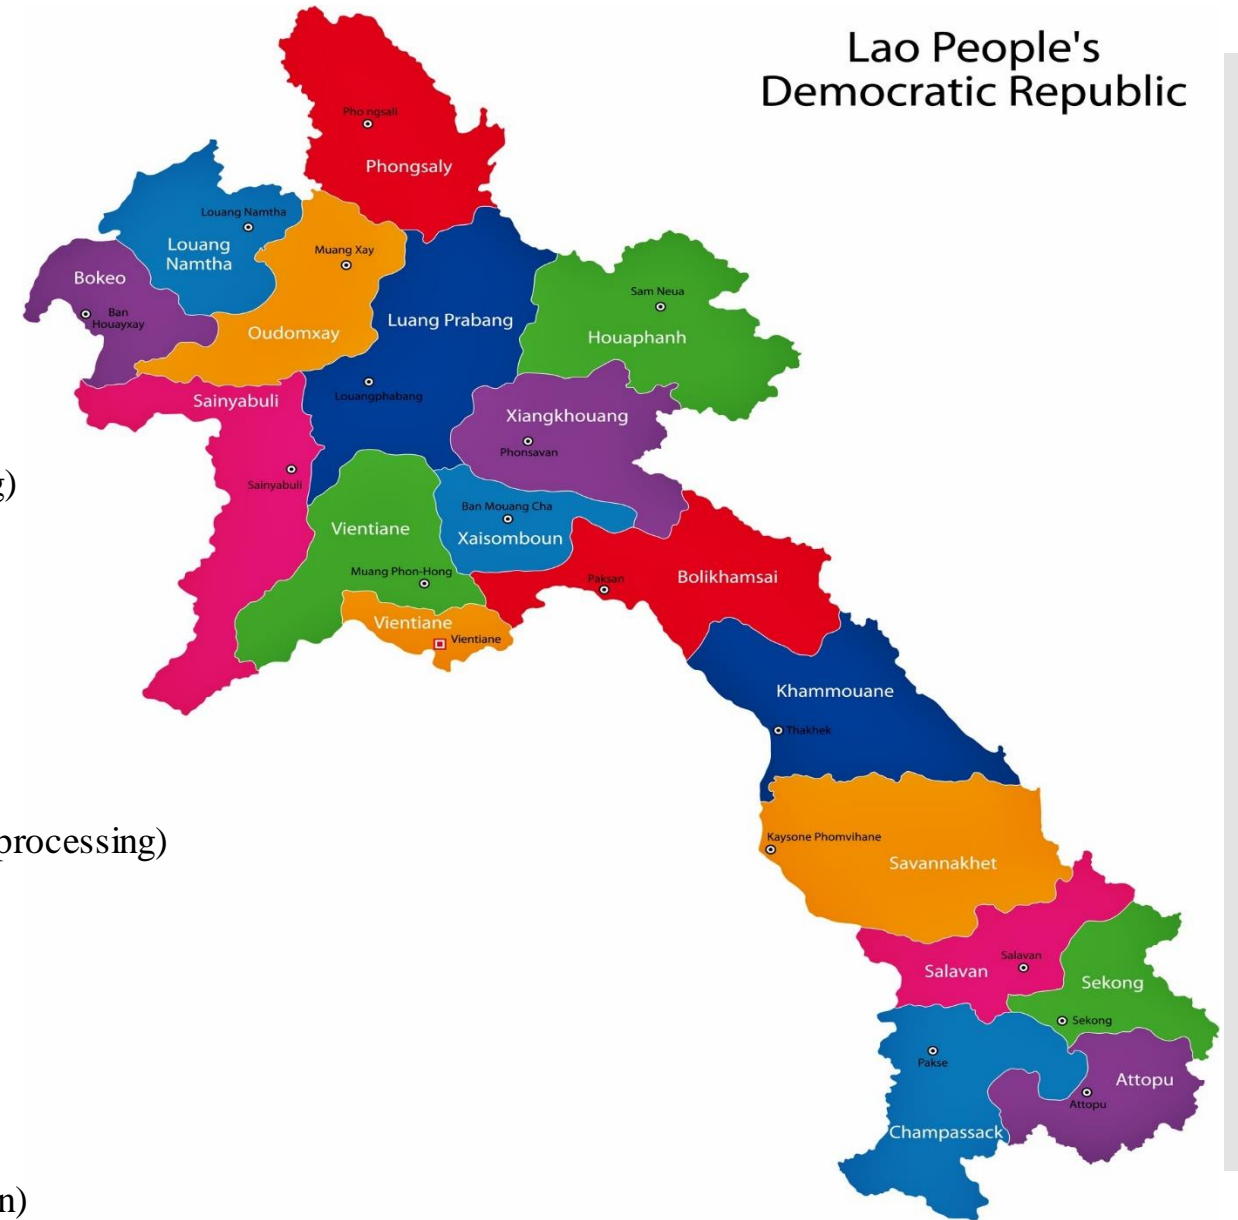 Lao People's
Democratic Republic
Pho ngsali
Phongsaly
Louang Namtha
Louang
Namtha
Muang Xay
Bokeo
Ban
Houayxay
Oudomxay
Luang Prabang
Sam Neua
Houaphanh
Louangphabang
Sainyabuli
Xiangkhouang
Phonsavan
Sainyabuli
g)
Ban Mouang Cha
Vientiane
Xaisomboun
Muang Phon-Hong
Paksan
Bolikhamsai
Vientiane
Vientiane
Khammouane
Thakhek
processing)
Kaysone Phomvihane
Savannakhet
Salavan
Salavan
Sekong
Sekong
Pakse
Attopu
Attopu
Champassack
n)